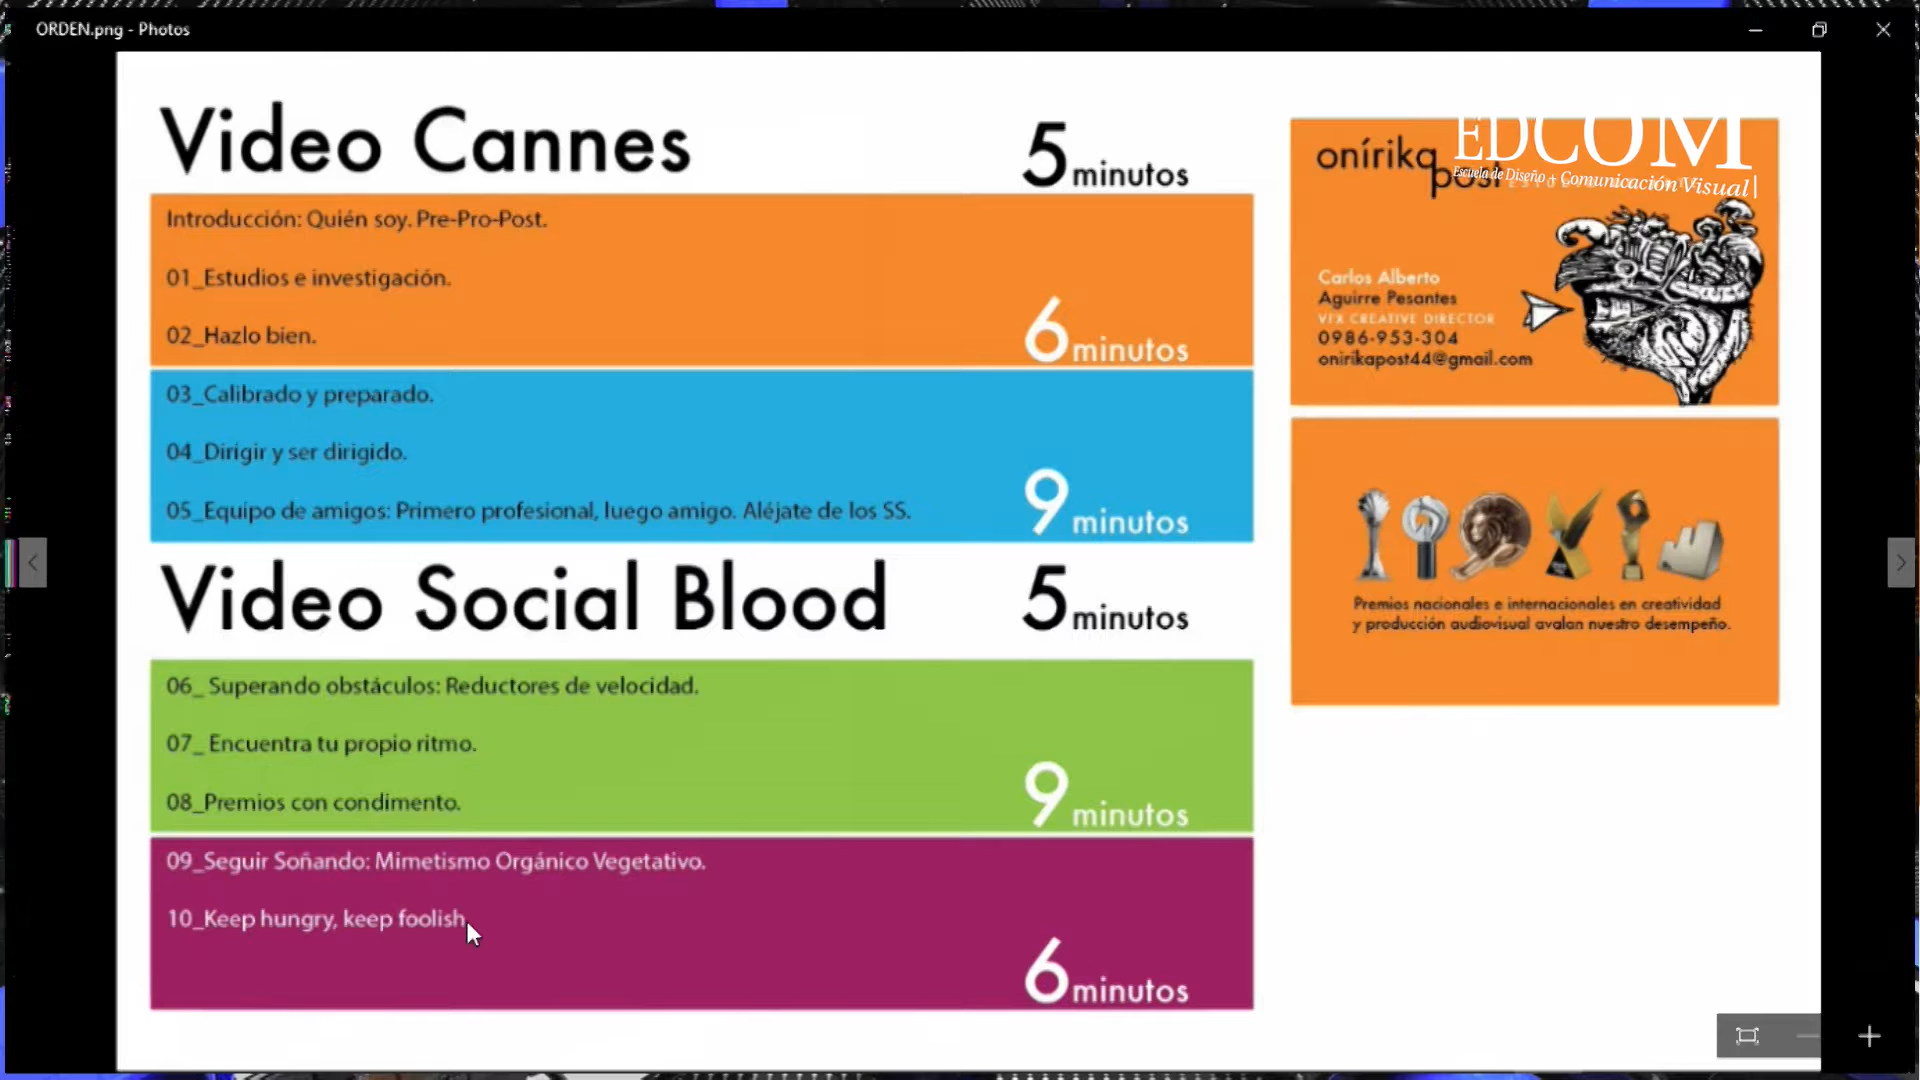 ORDEN.png - Photos
Video Cannes
5 minutos
Introducción: Quién soy. Pre-Pro-Post.
01_Estudios e investigación.
02_Hazlo bien.
6 minutos
03_Calibrado y preparado.
04_Dirigir y ser dirigido.
05_Equipo de amigos: Primero profesional, luego amigo. Aléjate de los SS.
9 minutos
Video Social Blood
5 minutos
06_ Superando obstáculos: Reductores de velocidad.
07_ Encuentra tu propio ritmo.
08_Premios con condimento.
9 minutos
09_Seguir Soñando: Mimetismo Orgánico Vegetativo.
10_Keep hungry, keep foolish.
6 minutos
EDCOM
Escuela de Diseño + Comunicación Visual
onírika
post
Carlos Alberto
Aguirre Pesantes
VFX CREATIVE DIRECTOR
0986-953-304
onirikapost44@gmail.com
Premios nacionales e internacionales en creatividad
y producción audiovisual avalan nuestro desempeño.